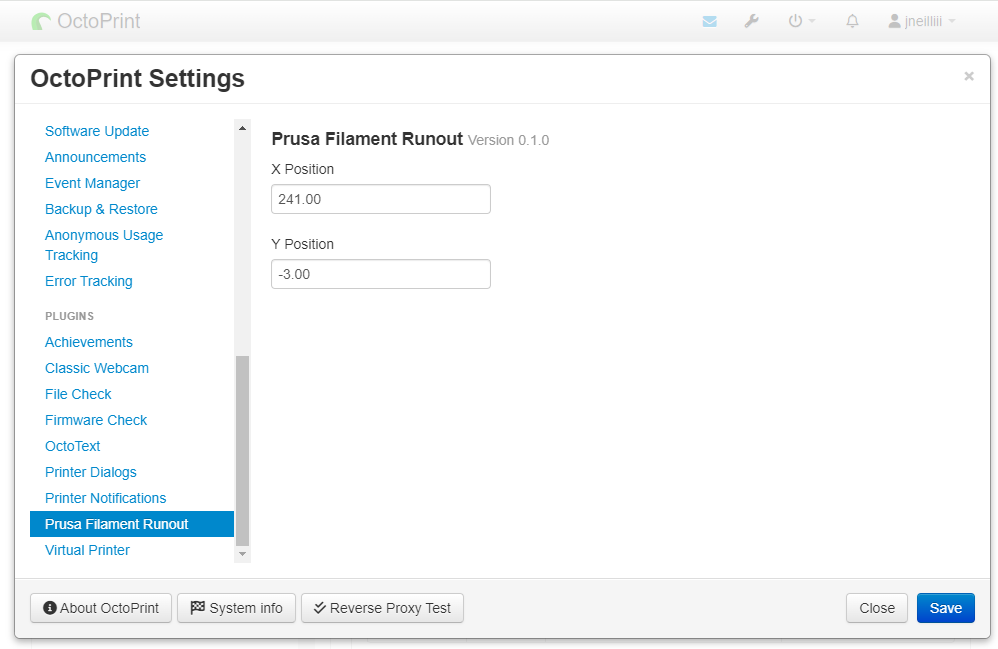 OctoPrint
jneilliii
OctoPrint Settings
×
Software Update
Announcements
Event Manager
Backup & Restore
Anonymous Usage
Tracking
Error Tracking
PLUGINS
Achievements
Classic Webcam
File Check
Firmware Check
OctoText
Printer Dialogs
Printer Notifications
Prusa Filament Runout
Virtual Printer
Prusa Filament Runout Version 0.1.0
X Position
241.00
Y Position
-3.00
About OctoPrint
System info
Reverse Proxy Test
Close
Save